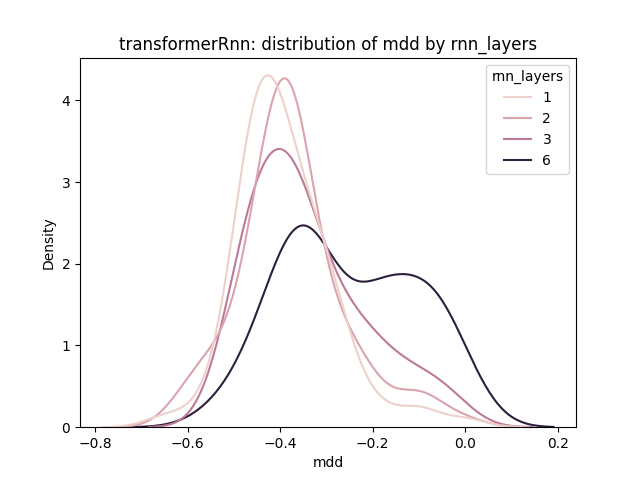 transformerRnn: distribution of mdd by rnn_layers
rnn_layers
1
2
3
6
Density
4
3
2
1
0
−0.8 −0.6 −0.4 −0.2 0.0 0.2
mdd